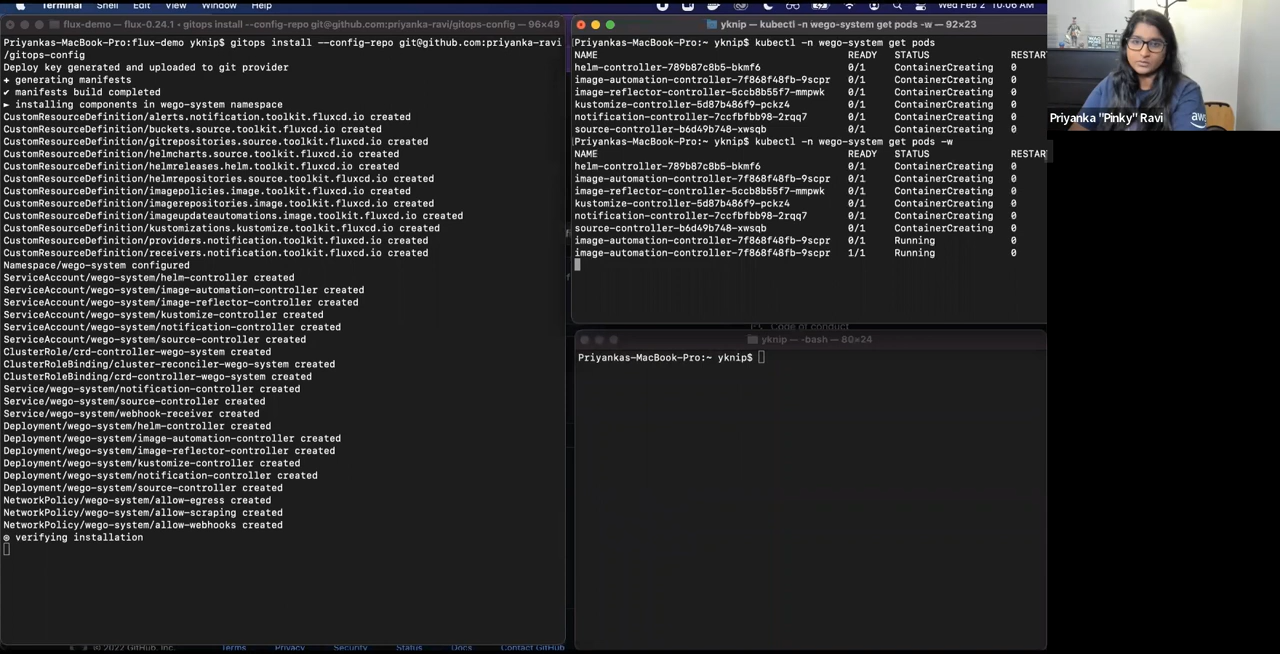 Terminal Shell Edit View Window Help
Wed Feb 2 10:06 AM
flux-demo — flux-0.24.1 ◂ gitops install --config-repo git@github.com:priyanka-ravi/gitops-config — 96×49
Priyankas-MacBook-Pro:flux-demo yknip$ gitops install --config-repo git@github.com:priyanka-ravi
/gitops-config
Deploy key generated and uploaded to git provider
✚ generating manifests
✔ manifests build completed
► installing components in wego-system namespace
CustomResourceDefinition/alerts.notification.toolkit.fluxcd.io created
CustomResourceDefinition/buckets.source.toolkit.fluxcd.io created
CustomResourceDefinition/gitrepositories.source.toolkit.fluxcd.io created
CustomResourceDefinition/helmcharts.source.toolkit.fluxcd.io created
CustomResourceDefinition/helmreleases.helm.toolkit.fluxcd.io created
CustomResourceDefinition/helmrepositories.source.toolkit.fluxcd.io created
CustomResourceDefinition/imagepolicies.image.toolkit.fluxcd.io created
CustomResourceDefinition/imagerepositories.image.toolkit.fluxcd.io created
CustomResourceDefinition/imageupdateautomations.image.toolkit.fluxcd.io created
CustomResourceDefinition/kustomizations.kustomize.toolkit.fluxcd.io created
CustomResourceDefinition/providers.notification.toolkit.fluxcd.io created
CustomResourceDefinition/receivers.notification.toolkit.fluxcd.io created
Namespace/wego-system configured
ServiceAccount/wego-system/helm-controller created
ServiceAccount/wego-system/image-automation-controller created
ServiceAccount/wego-system/image-reflector-controller created
ServiceAccount/wego-system/kustomize-controller created
ServiceAccount/wego-system/notification-controller created
ServiceAccount/wego-system/source-controller created
ClusterRole/crd-controller-wego-system created
ClusterRoleBinding/cluster-reconciler-wego-system created
ClusterRoleBinding/crd-controller-wego-system created
Service/wego-system/notification-controller created
Service/wego-system/source-controller created
Service/wego-system/webhook-receiver created
Deployment/wego-system/helm-controller created
Deployment/wego-system/image-automation-controller created
Deployment/wego-system/image-reflector-controller created
Deployment/wego-system/kustomize-controller created
Deployment/wego-system/notification-controller created
Deployment/wego-system/source-controller created
NetworkPolicy/wego-system/allow-egress created
NetworkPolicy/wego-system/allow-scraping created
NetworkPolicy/wego-system/allow-webhooks created
◎ verifying installation
yknip — kubectl -n wego-system get pods -w — 92×23
Priyankas-MacBook-Pro:~ yknip$ kubectl -n wego-system get pods
NAME READY STATUS RESTAR
helm-controller-789b87c8b5-bkmf6 0/1 ContainerCreating 0
image-automation-controller-7f868f48fb-9scpr 0/1 ContainerCreating 0
image-reflector-controller-5ccb8b55f7-mmpwk 0/1 ContainerCreating 0
kustomize-controller-5d87b486f9-pckz4 0/1 ContainerCreating 0
notification-controller-7ccfbfbb98-2rqq7 0/1 ContainerCreating 0
source-controller-b6d49b748-xwsqb 0/1 ContainerCreating 0
Priyankas-MacBook-Pro:~ yknip$ kubectl -n wego-system get pods -w
NAME READY STATUS RESTAR
helm-controller-789b87c8b5-bkmf6 0/1 ContainerCreating 0
image-automation-controller-7f868f48fb-9scpr 0/1 ContainerCreating 0
image-reflector-controller-5ccb8b55f7-mmpwk 0/1 ContainerCreating 0
kustomize-controller-5d87b486f9-pckz4 0/1 ContainerCreating 0
notification-controller-7ccfbfbb98-2rqq7 0/1 ContainerCreating 0
source-controller-b6d49b748-xwsqb 0/1 ContainerCreating 0
image-automation-controller-7f868f48fb-9scpr 0/1 Running 0
image-automation-controller-7f868f48fb-9scpr 1/1 Running 0
Code of conduct
yknip — -bash — 80×24
Priyankas-MacBook-Pro:~ yknip$
Priyanka "Pinky" Ravi
aws
© 2022 GitHub, Inc. Terms Privacy Security Status Docs Contact GitHub